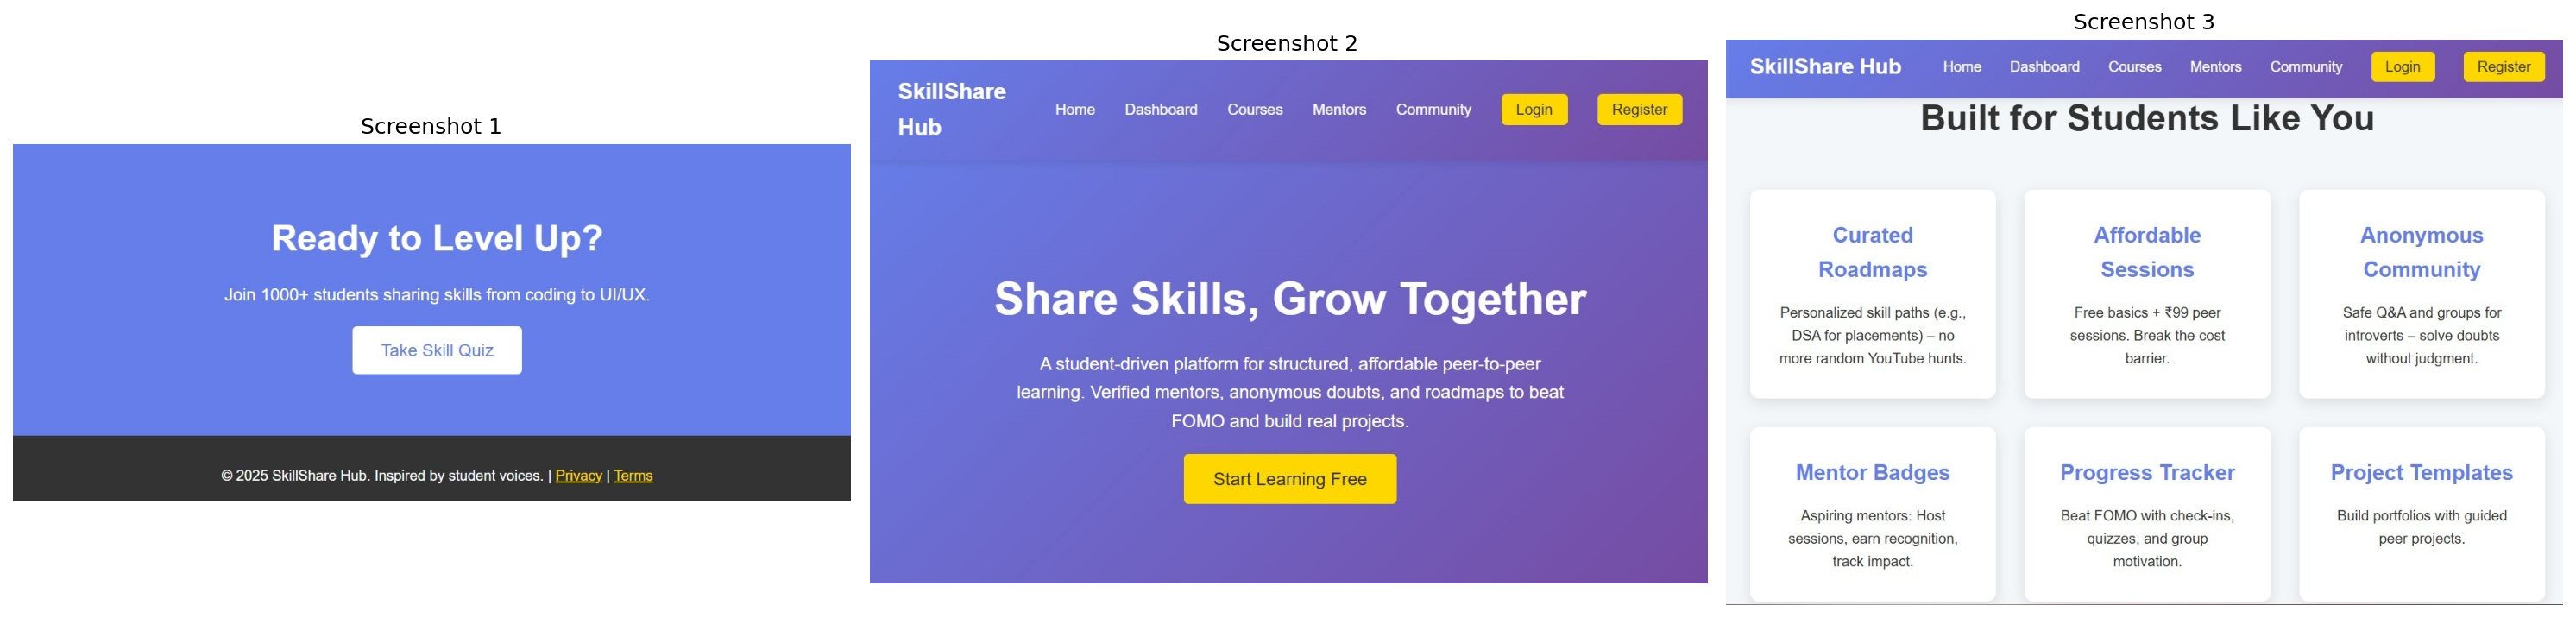 Screenshot 1
Ready to Level Up?
Join 1000+ students sharing skills from coding to UI/UX.
Take Skill Quiz
© 2025 SkillShare Hub. Inspired by student voices. | Privacy | Terms
Screenshot 2
SkillShare
Hub
Home Dashboard Courses Mentors Community Login Register
Share Skills, Grow Together
A student-driven platform for structured, affordable peer-to-peer
learning. Verified mentors, anonymous doubts, and roadmaps to beat
FOMO and build real projects.
Start Learning Free
Screenshot 3
SkillShare Hub Home Dashboard Courses Mentors Community Login Register
Built for Students Like You
Curated
Roadmaps
Personalized skill paths (e.g.,
DSA for placements) – no
more random YouTube hunts.
Affordable
Sessions
Free basics + ₹99 peer
sessions. Break the cost
barrier.
Anonymous
Community
Safe Q&A and groups for
introverts – solve doubts
without judgment.
Mentor Badges
Aspiring mentors: Host
sessions, earn recognition,
track impact.
Progress Tracker
Beat FOMO with check-ins,
quizzes, and group
motivation.
Project Templates
Build portfolios with guided
peer projects.